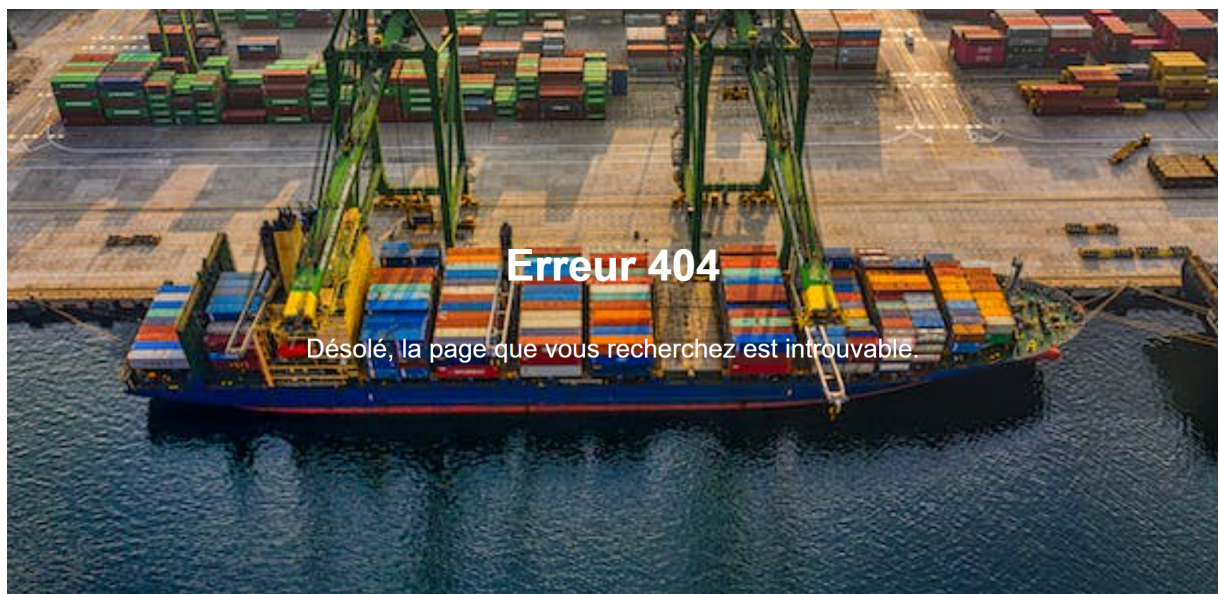 Erreur 404
Désolé, la page que vous recherchez est introuvable.